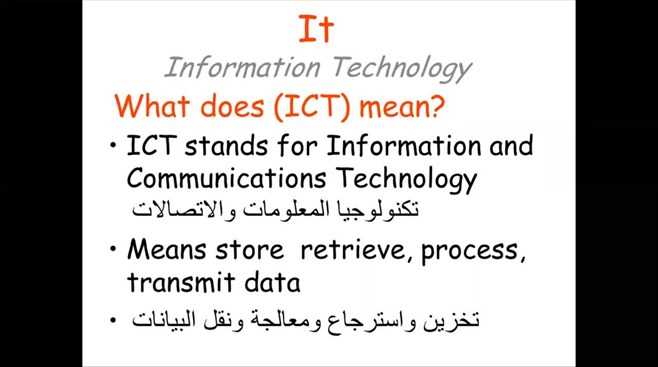 It
Information Technology
What does (ICT) mean?
• ICT stands for Information and
Communications Technology
تكنولوجيا المعلومات والاتصالات
• Means store retrieve, process,
transmit data
• تخزين واسترجاع ومعالجة ونقل البيانات